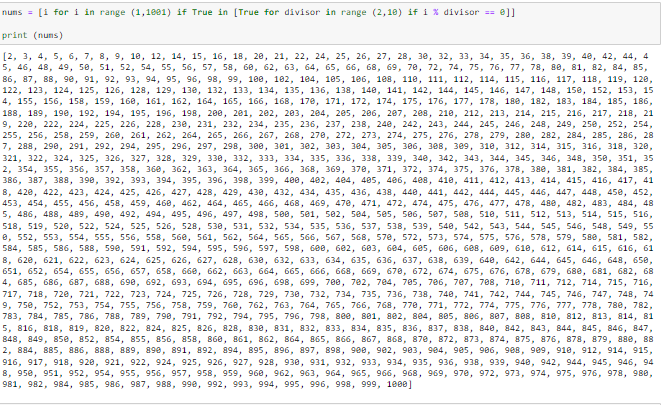 nums = [i for i in range (1,1001) if True in [True for divisor in range (2,10) if i % divisor == 0]]
print (nums)
[2, 3, 4, 5, 6, 7, 8, 9, 10, 12, 14, 15, 16, 18, 20, 21, 22, 24, 25, 26, 27, 28, 30, 32, 33, 34, 35, 36, 38, 39, 40, 42, 44, 4
5, 46, 48, 49, 50, 51, 52, 54, 55, 56, 57, 58, 60, 62, 63, 64, 65, 66, 68, 69, 70, 72, 74, 75, 76, 77, 78, 80, 81, 82, 84, 85,
86, 87, 88, 90, 91, 92, 93, 94, 95, 96, 98, 99, 100, 102, 104, 105, 106, 108, 110, 111, 112, 114, 115, 116, 117, 118, 119, 120,
122, 123, 124, 125, 126, 128, 129, 130, 132, 133, 134, 135, 136, 138, 140, 141, 142, 144, 145, 146, 147, 148, 150, 152, 153, 15
4, 155, 156, 158, 159, 160, 161, 162, 164, 165, 166, 168, 170, 171, 172, 174, 175, 176, 177, 178, 180, 182, 183, 184, 185, 186,
188, 189, 190, 192, 194, 195, 196, 198, 200, 201, 202, 203, 204, 205, 206, 207, 208, 210, 212, 213, 214, 215, 216, 217, 218, 21
9, 220, 222, 224, 225, 226, 228, 230, 231, 232, 234, 235, 236, 237, 238, 240, 242, 243, 244, 245, 246, 248, 249, 250, 252, 254,
255, 256, 258, 259, 260, 261, 262, 264, 265, 266, 267, 268, 270, 272, 273, 274, 275, 276, 278, 279, 280, 282, 284, 285, 286, 28
7, 288, 290, 291, 292, 294, 295, 296, 297, 298, 300, 301, 302, 303, 304, 305, 306, 308, 309, 310, 312, 314, 315, 316, 318, 320,
321, 322, 324, 325, 326, 327, 328, 329, 330, 332, 333, 334, 335, 336, 338, 339, 340, 342, 343, 344, 345, 346, 348, 350, 351, 35
2, 354, 355, 356, 357, 358, 360, 362, 363, 364, 365, 366, 368, 369, 370, 371, 372, 374, 375, 376, 378, 380, 381, 382, 384, 385,
386, 387, 388, 390, 392, 393, 394, 395, 396, 398, 399, 400, 402, 404, 405, 406, 408, 410, 411, 412, 413, 414, 415, 416, 417, 41
8, 420, 422, 423, 424, 425, 426, 427, 428, 429, 430, 432, 434, 435, 436, 438, 440, 441, 442, 444, 445, 446, 447, 448, 450, 452,
453, 454, 455, 456, 458, 459, 460, 462, 464, 465, 466, 468, 469, 470, 471, 472, 474, 475, 476, 477, 478, 480, 482, 483, 484, 48
5, 486, 488, 489, 490, 492, 494, 495, 496, 497, 498, 500, 501, 502, 504, 505, 506, 507, 508, 510, 511, 512, 513, 514, 515, 516,
518, 519, 520, 522, 524, 525, 526, 528, 530, 531, 532, 534, 535, 536, 537, 538, 539, 540, 542, 543, 544, 545, 546, 548, 549, 55
0, 552, 553, 554, 555, 556, 558, 560, 561, 562, 564, 565, 566, 567, 568, 570, 572, 573, 574, 575, 576, 578, 579, 580, 581, 582,
584, 585, 586, 588, 590, 591, 592, 594, 595, 596, 597, 598, 600, 602, 603, 604, 605, 606, 608, 609, 610, 612, 614, 615, 616, 61
8, 620, 621, 622, 623, 624, 625, 626, 627, 628, 630, 632, 633, 634, 635, 636, 637, 638, 639, 640, 642, 644, 645, 646, 648, 650,
651, 652, 654, 655, 656, 657, 658, 660, 662, 663, 664, 665, 666, 668, 669, 670, 672, 674, 675, 676, 678, 679, 680, 681, 682, 68
4, 685, 686, 687, 688, 690, 692, 693, 694, 695, 696, 698, 699, 700, 702, 704, 705, 706, 707, 708, 710, 711, 712, 714, 715, 716,
717, 718, 720, 721, 722, 723, 724, 725, 726, 728, 729, 730, 732, 734, 735, 736, 738, 740, 741, 742, 744, 745, 746, 747, 748, 74
9, 750, 752, 753, 754, 755, 756, 758, 759, 760, 762, 763, 764, 765, 766, 768, 770, 771, 772, 774, 775, 776, 777, 778, 780, 782,
783, 784, 785, 786, 788, 789, 790, 791, 792, 794, 795, 796, 798, 800, 801, 802, 804, 805, 806, 807, 808, 810, 812, 813, 814, 81
5, 816, 818, 819, 820, 822, 824, 825, 826, 828, 830, 831, 832, 833, 834, 835, 836, 837, 838, 840, 842, 843, 844, 845, 846, 847,
848, 849, 850, 852, 854, 855, 856, 858, 860, 861, 862, 864, 865, 866, 867, 868, 870, 872, 873, 874, 875, 876, 878, 879, 880, 88
2, 884, 885, 886, 888, 889, 890, 891, 892, 894, 895, 896, 897, 898, 900, 902, 903, 904, 905, 906, 908, 909, 910, 912, 914, 915,
916, 917, 918, 920, 921, 922, 924, 925, 926, 927, 928, 930, 931, 932, 933, 934, 935, 936, 938, 939, 940, 942, 944, 945, 946, 94
8, 950, 951, 952, 954, 955, 956, 957, 958, 959, 960, 962, 963, 964, 965, 966, 968, 969, 970, 972, 973, 974, 975, 976, 978, 980,
981, 982, 984, 985, 986, 987, 988, 990, 992, 993, 994, 995, 996, 998, 999, 1000]